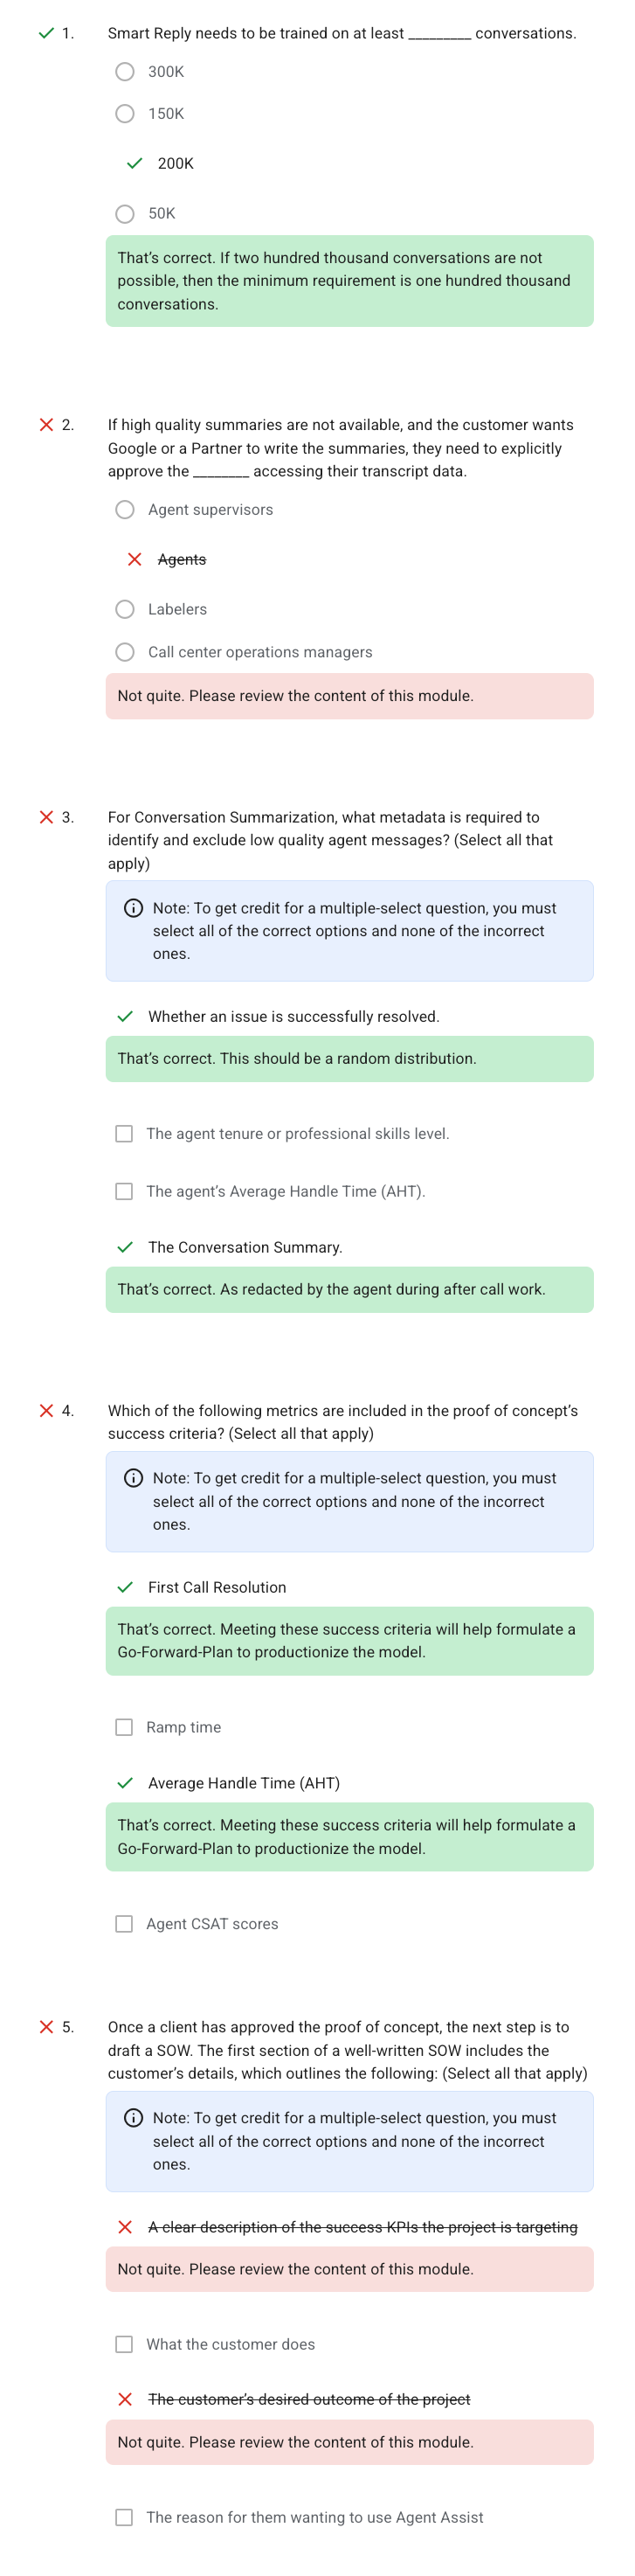 1. Smart Reply needs to be trained on at least _________ conversations.
300K
150K
200K
50K
That's correct. If two hundred thousand conversations are not
possible, then the minimum requirement is one hundred thousand
conversations.
2. If high quality summaries are not available, and the customer wants
Google or a Partner to write the summaries, they need to explicitly
approve the ________ accessing their transcript data.
Agent supervisors
Agents
Labelers
Call center operations managers
Not quite. Please review the content of this module.
3. For Conversation Summarization, what metadata is required to
identify and exclude low quality agent messages? (Select all that
apply)
Note: To get credit for a multiple-select question, you must
select all of the correct options and none of the incorrect
ones.
Whether an issue is successfully resolved.
That's correct. This should be a random distribution.
The agent tenure or professional skills level.
The agent's Average Handle Time (AHT).
The Conversation Summary.
That's correct. As redacted by the agent during after call work.
4. Which of the following metrics are included in the proof of concept's
success criteria? (Select all that apply)
Note: To get credit for a multiple-select question, you must
select all of the correct options and none of the incorrect
ones.
First Call Resolution
That's correct. Meeting these success criteria will help formulate a
Go-Forward-Plan to productionize the model.
Ramp time
Average Handle Time (AHT)
That's correct. Meeting these success criteria will help formulate a
Go-Forward-Plan to productionize the model.
Agent CSAT scores
5. Once a client has approved the proof of concept, the next step is to
draft a SOW. The first section of a well-written SOW includes the
customer's details, which outlines the following: (Select all that apply)
Note: To get credit for a multiple-select question, you must
select all of the correct options and none of the incorrect
ones.
A clear description of the success KPIs the project is targeting
Not quite. Please review the content of this module.
What the customer does
The customer's desired outcome of the project
Not quite. Please review the content of this module.
The reason for them wanting to use Agent Assist